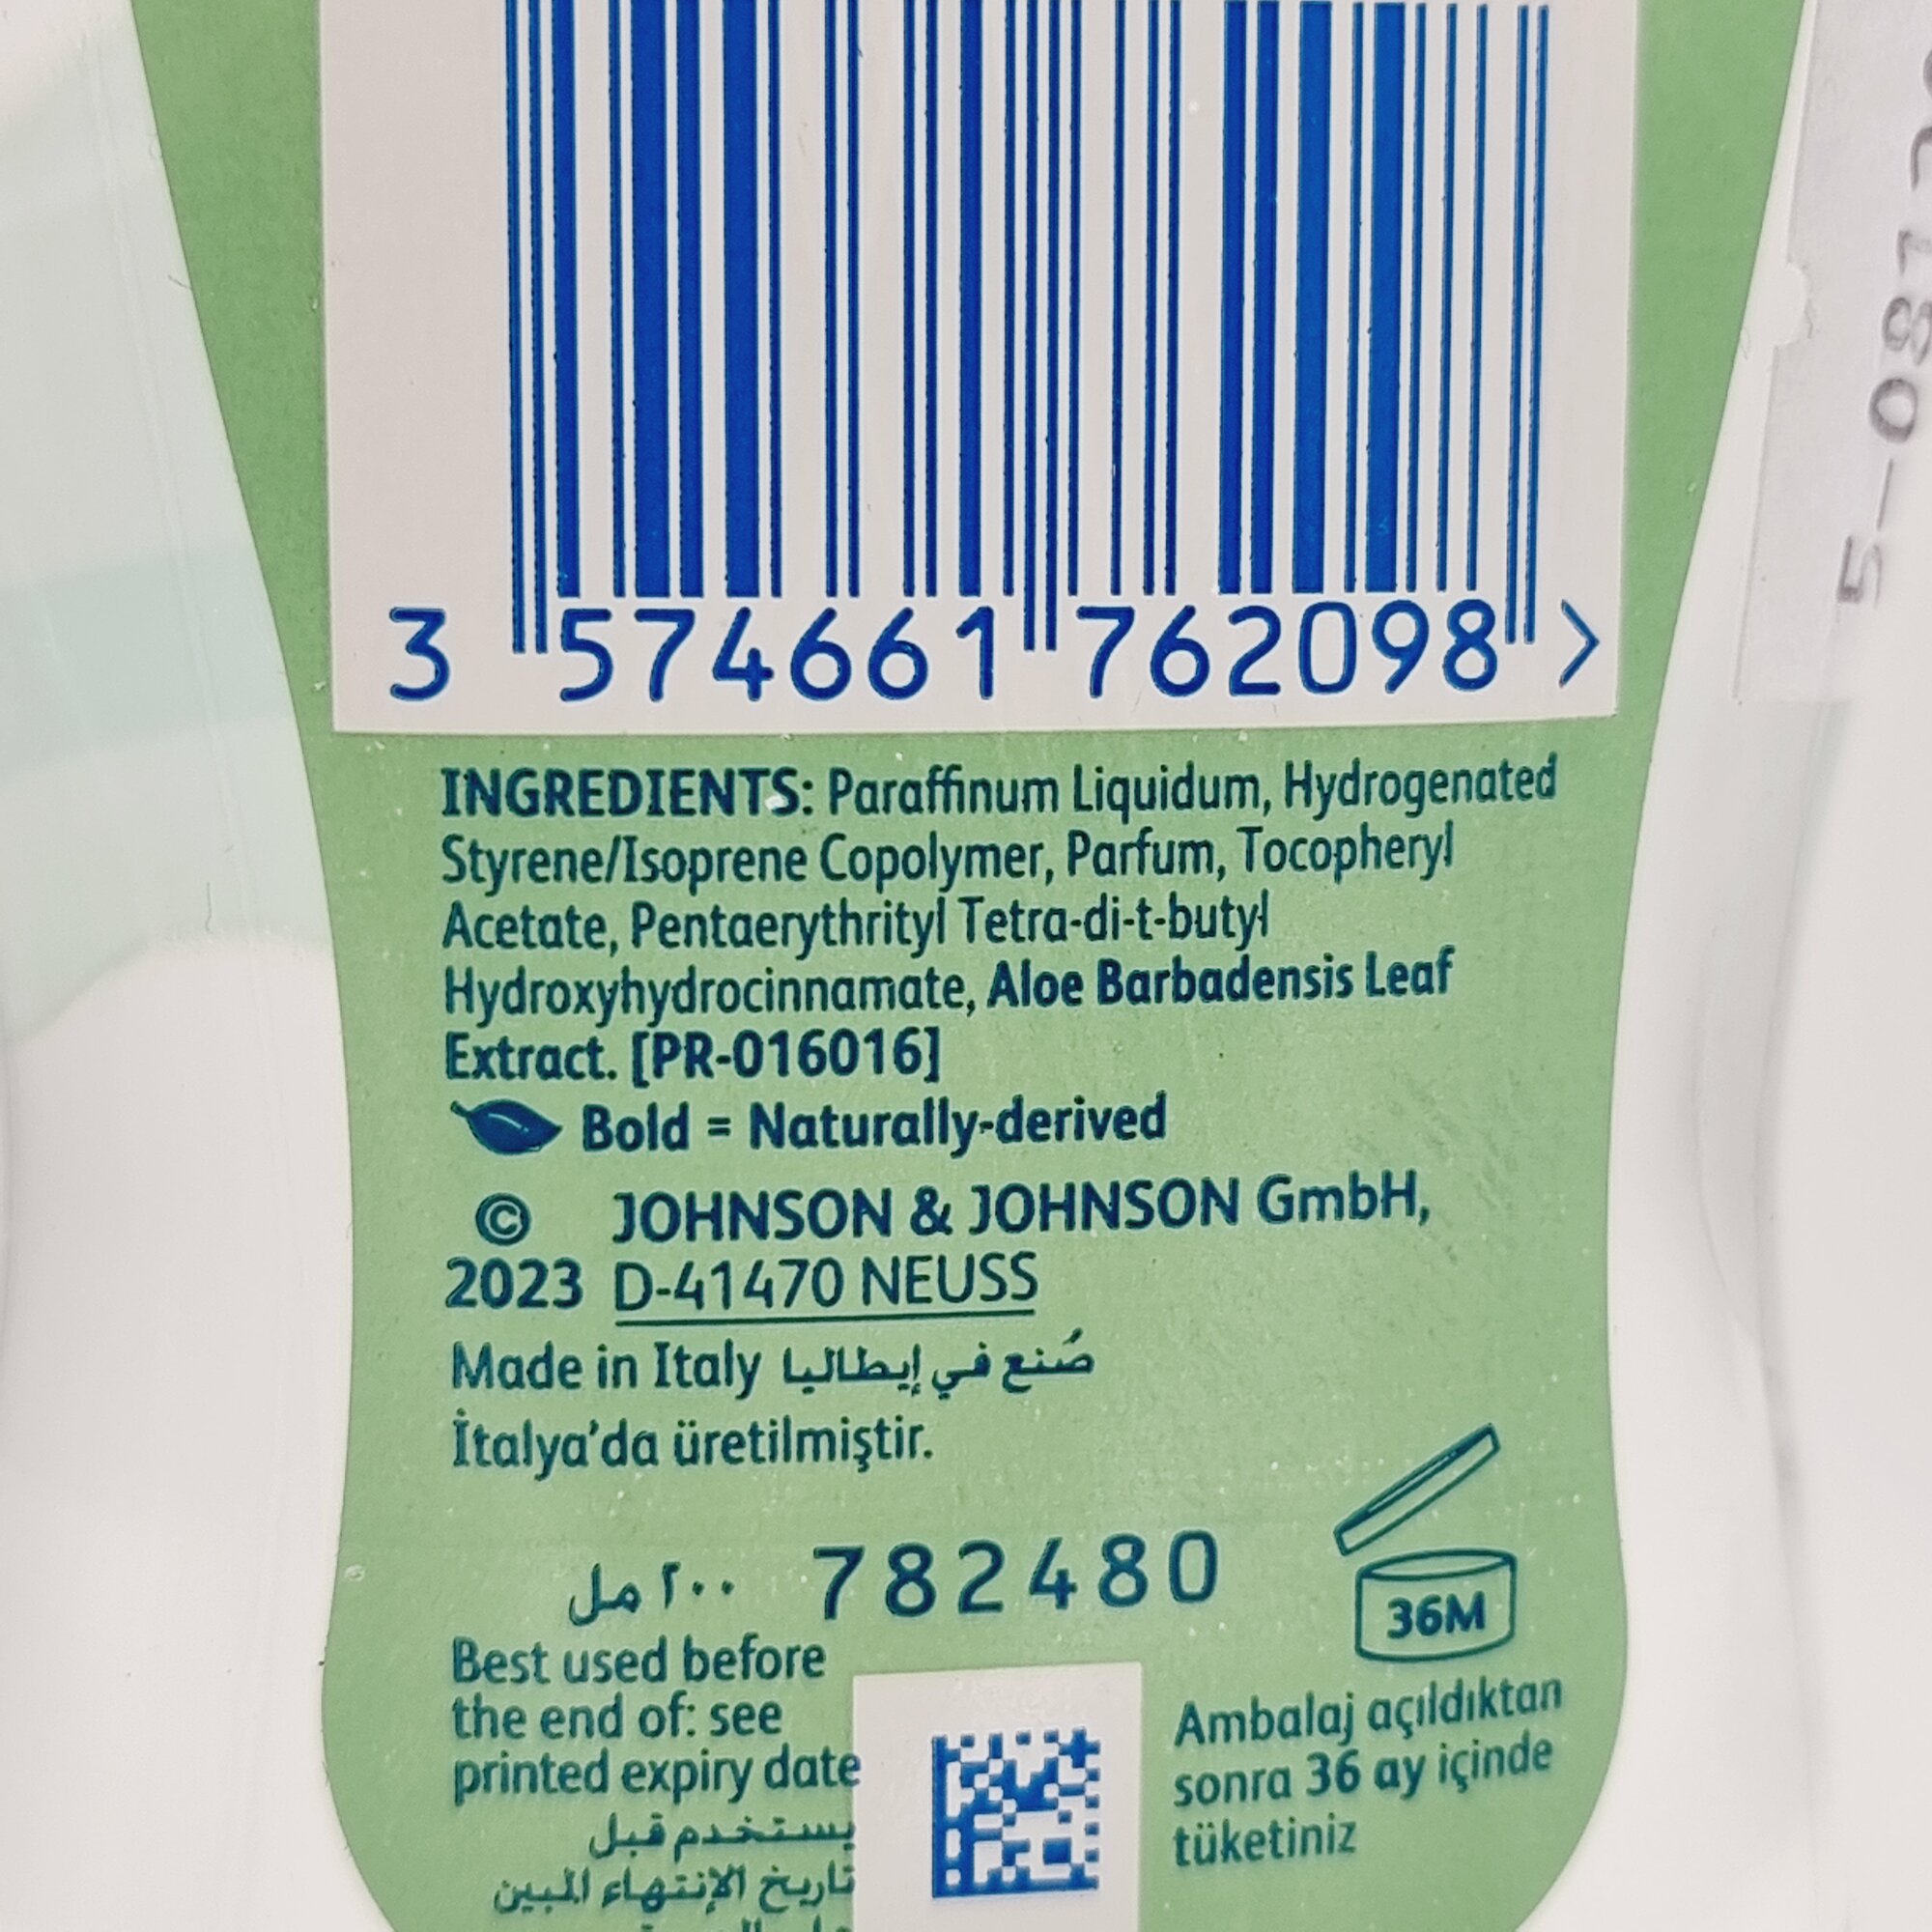 3 574661 762098 >
INGREDIENTS: Paraffinum Liquidum, Hydrogenated
Styrene/Isoprene Copolymer, Parfum, Tocopheryl
Acetate, Pentaerythrityl Tetra-di-t-butyl
Hydroxyhydrocinnamate, Aloe Barbadensis Leaf
Extract. [PR-016016]
Bold = Naturally-derived
© JOHNSON & JOHNSON GmbH,
2023 D-41470 NEUSS
Made in Italy صُنع في إيطاليا
İtalya'da üretilmiştir.
٢٠٠ مل 782480
36M
Best used before
the end of: see
printed expiry date
يستخدم قبل
تاريخ الإنتهاء المبين
Ambalaj açıldıktan
sonra 36 ay içinde
tüketiniz